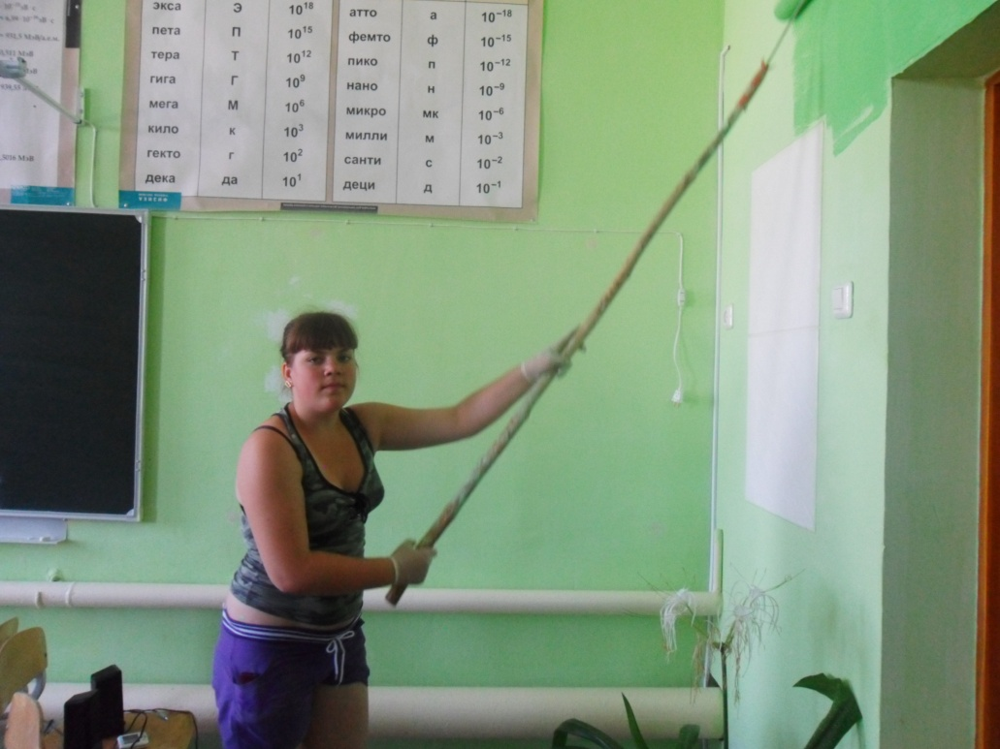 экса Э 10¹⁸ атто а 10⁻¹⁸
пета П 10¹⁵ фемто ф 10⁻¹⁵
тера Т 10¹² пико п 10⁻¹²
гига Г 10⁹ нано н 10⁻⁹
мега М 10⁶ микро мк 10⁻⁶
кило к 10³ милли м 10⁻³
гекто г 10² санти с 10⁻²
дека да 10¹ деци д 10⁻¹
ФИЗИКА